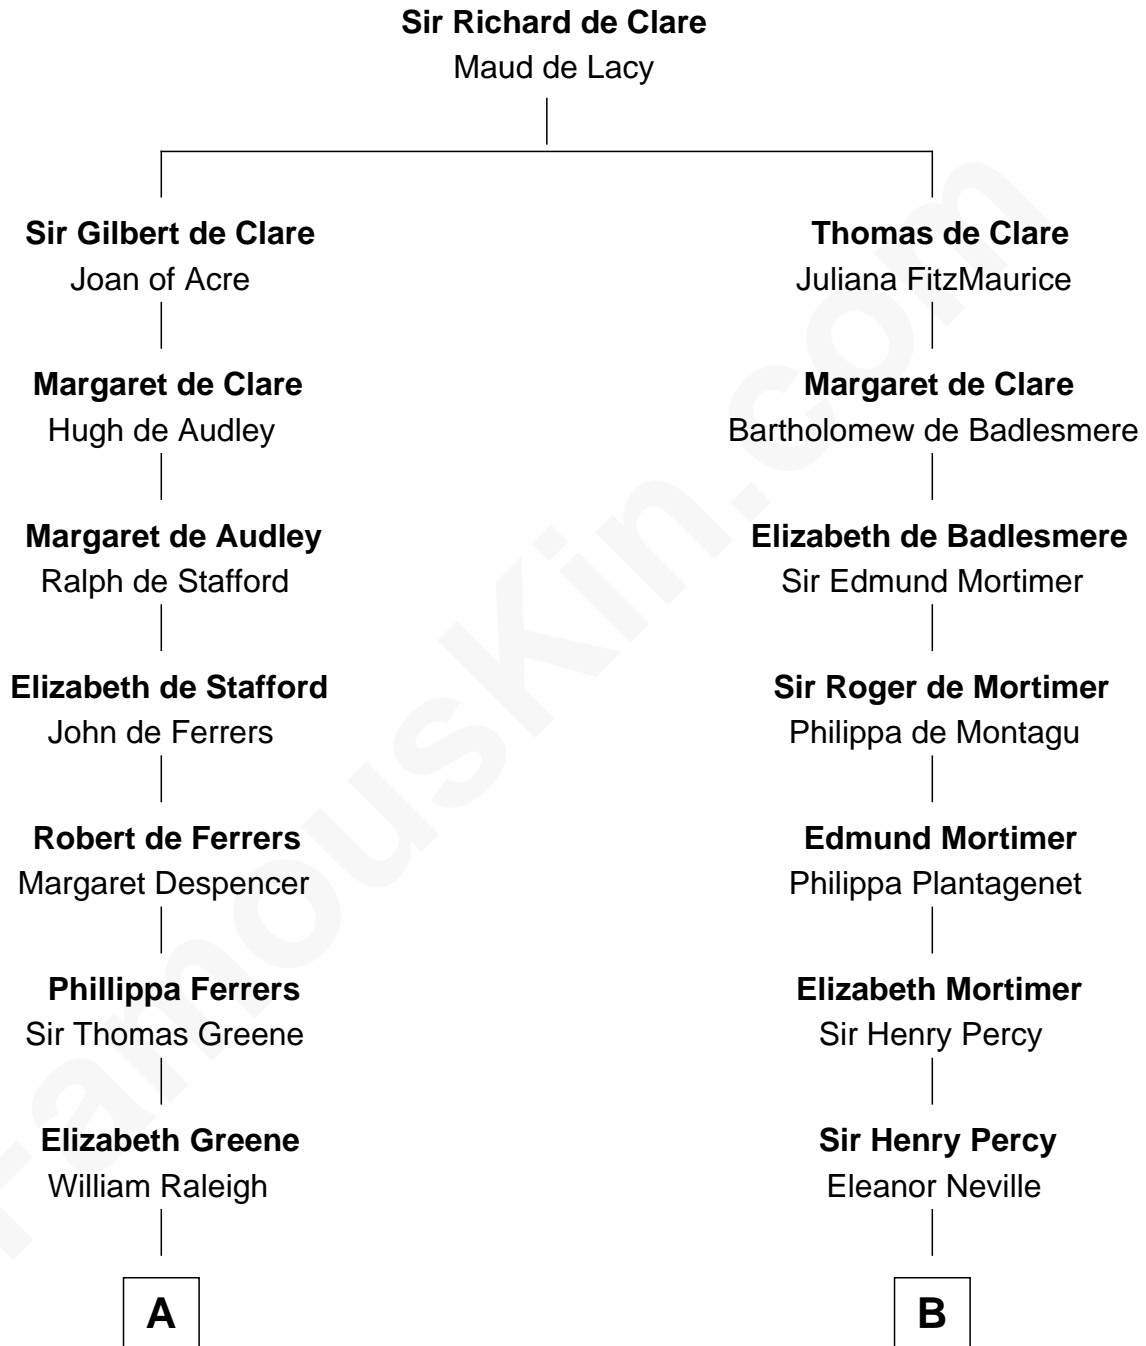 Sir Richard de Clare
Maud de Lacy
Sir Gilbert de Clare
Joan of Acre
Thomas de Clare
Juliana FitzMaurice
Margaret de Clare
Hugh de Audley
Margaret de Clare
Bartholomew de Badlesmere
Margaret de Audley
Ralph de Stafford
Elizabeth de Badlesmere
Sir Edmund Mortimer
Elizabeth de Stafford
John de Ferrers
Sir Roger de Mortimer
Philippa de Montagu
Robert de Ferrers
Margaret Despencer
Edmund Mortimer
Philippa Plantagenet
Phillippa Ferrers
Sir Thomas Greene
Elizabeth Mortimer
Sir Henry Percy
Elizabeth Greene
William Raleigh
Sir Henry Percy
Eleanor Neville
A
B
FamousKin.com